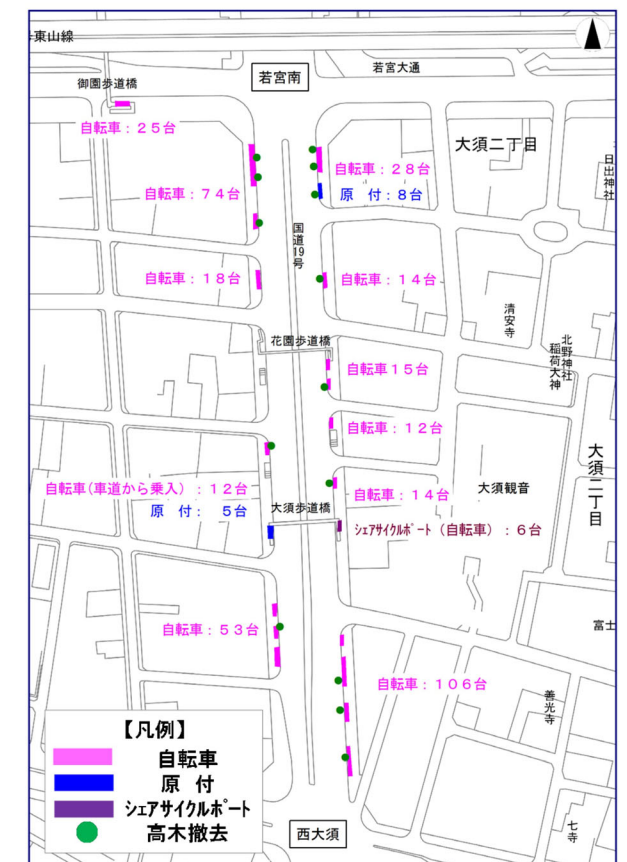 東山線
若宮南
若宮大通
御園歩道橋
自転車：２５台
大須二丁目
日出神社
自転車：２８台
自転車：７４台
原　付：８台
国道19号
自転車：１８台
自転車：１４台
清安寺
北野神社
稲荷大神
花園歩道橋
自転車１５台
自転車：１２台
大須二丁目
自転車(車道から乗入）：１２台
原　付：　５台
自転車：１４台
大須観音
大須歩道橋
ｼｪｱｻｲｸﾙﾎﾟｰﾄ（自転車）：６台
自転車：５３台
富士
自転車：１０６台
善光寺
【凡例】
自転車
原　付
ｼｪｱｻｲｸﾙﾎﾟｰﾄ
高木撤去
西大須
七寺